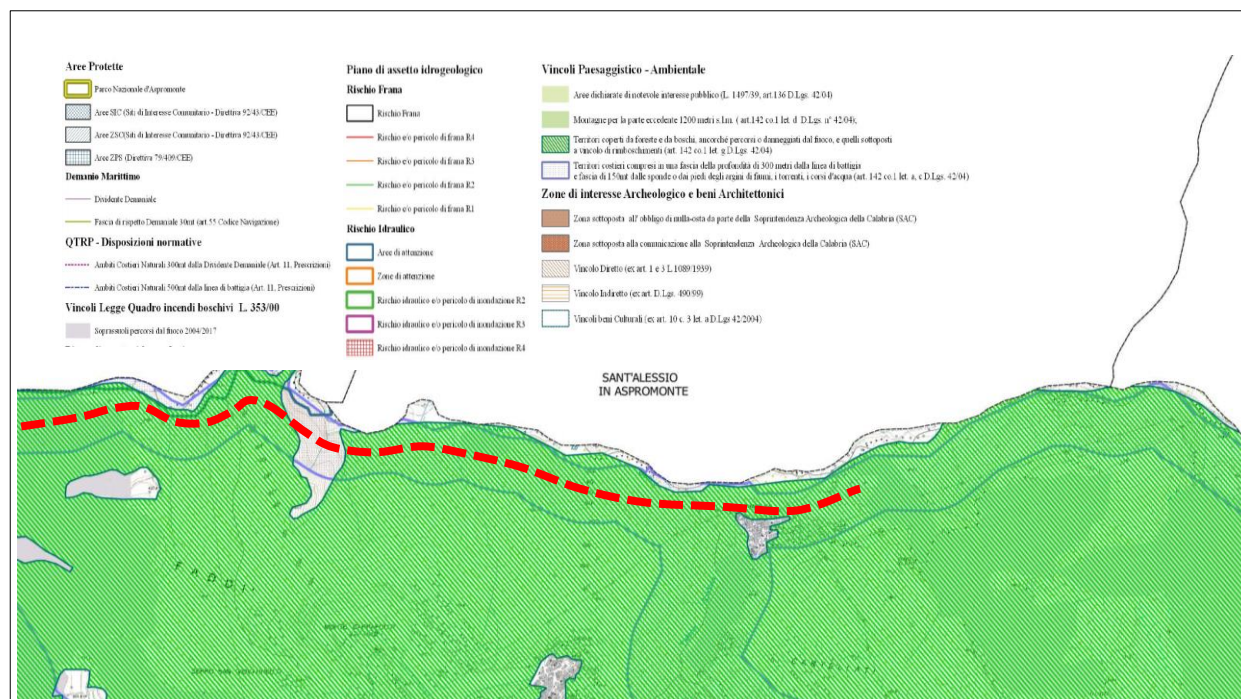 Aree Protette
Parco Nazionale d'Aspromonte
Aree SIC (Siti di Interesse Comunitario - Direttiva 92/43/CEE)
Aree ZSC(Siti di Interesse Comunitario - Direttiva 92/43/CEE)
Aree ZPS (Direttiva 79/409/CEE)
Demanio Marittimo
Dividente Demaniale
Fascia di rispetto Demaniale 30mt (art.55 Codice Navigazione)
QTRP - Disposizioni normative
Ambiti Costieri Naturali 300mt dalla Dividente Demaniale (Art. 11, Prescrizioni)
Ambiti Costieri Naturali 500mt dalla linea di battigia (Art. 11, Prescrizioni)
Vincoli Legge Quadro incendi boschivi L. 353/00
Soprassuoli percorsi dal fuoco 2004/2017
Piano di assetto idrogeologico
Rischio Frana
Rischio Frana
Rischio e/o pericolo di frana R4
Rischio e/o pericolo di frana R3
Rischio e/o pericolo di frana R2
Rischio e/o pericolo di frana R1
Rischio Idraulico
Aree di attenzione
Zone di attenzione
Rischio idraulico e/o pericolo di inondazione R2
Rischio idraulico e/o pericolo di inondazione R3
Rischio idraulico e/o pericolo di inondazione R4
Vincoli Paesaggistico - Ambientale
Aree dichiarate di notevole interesse pubblico (L. 1497/39, art.136 D.Lgs. 42/04)
Montagne per la parte eccedente 1200 metri s.l.m. ( art.142 co.1 let. d D.Lgs. n° 42/04);
Territori coperti da foreste e da boschi, ancorché percorsi o danneggiati dal fuoco, e quelli sottoposti
a vincolo di rimboschimenti (art. 142 co.1 let. g D.Lgs. 42/04)
Territori costieri compresi in una fascia della profondità di 300 metri dalla linea di battigia
e fascia di 150mt dalle sponde o dai piedi degli argini di fiumi, i torrenti, i corsi d'acqua (art. 142 co.1 let. a, c D.Lgs. 42/04)
Zone di interesse Archeologico e beni Architettonici
Zona sottoposta all' obbligo di nulla-osta da parte della Soprintendenza Archeologica della Calabria (SAC)
Zona sottoposta alla comunicazione alla Soprintendenza Archeologica della Calabria (SAC)
Vincolo Diretto (ex art. 1 e 3 L.1089/1939)
Vincolo Indiretto (ex art. D.Lgs. 490/99)
Vincoli beni Culturali (ex art. 10 c. 3 let. a D.Lgs 42/2004)
SANT'ALESSIO
IN ASPROMONTE
FADDI